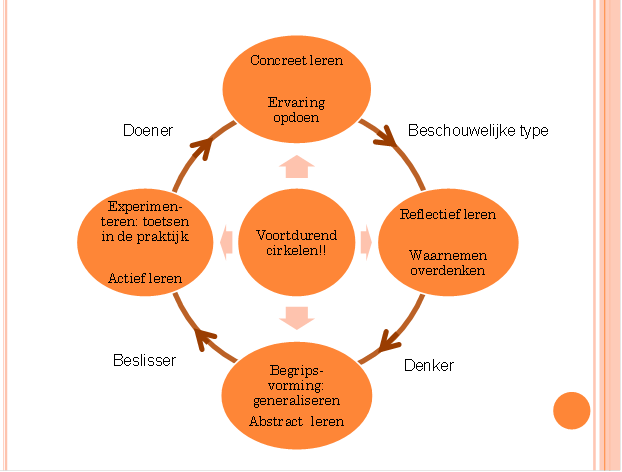 Concreet leren
Ervaring
opdoen
Doener
Beschouwelijke type
Experimen-
teren: toetsen
in de praktijk
Actief leren
Voortdurend
cirkelen!!
Reflectief leren
Waarnemen
overdenken
Beslisser
Denker
Begrips-
vorming:
generaliseren
Abstract leren